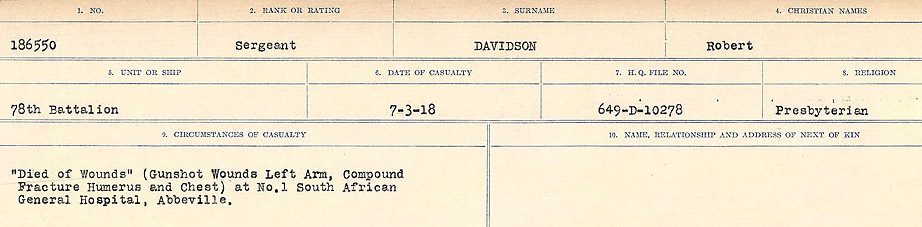 1. NO. 2. RANK OR RATING 3. SURNAME 4. CHRISTIAN NAMES
186550 Sergeant DAVIDSON Robert
5. UNIT OR SHIP 6. DATE OF CASUALTY 7. H.Q. FILE NO. 8. RELIGION
78th Battalion 7-3-18 649-D-10278 Presbyterian
9. CIRCUMSTANCES OF CASUALTY 10. NAME, RELATIONSHIP AND ADDRESS OF NEXT OF KIN
"Died of Wounds" (Gunshot Wounds Left Arm, Compound
Fracture Humerus and Chest) at No.1 South African
General Hospital, Abbeville.